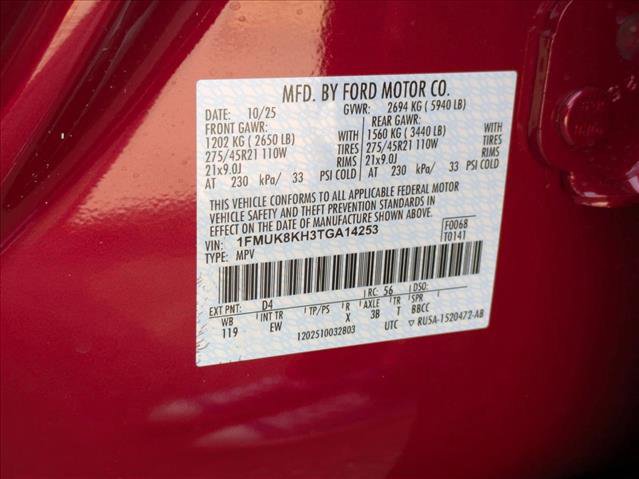 MFD. BY FORD MOTOR CO.
DATE: 10/25 GVWR: 2694 KG ( 5940 LB)
FRONT GAWR: REAR GAWR:
1202 KG ( 2650 LB) WITH 1560 KG ( 3440 LB) WITH
275/45R21 110W TIRES 275/45R21 110W TIRES
21x9.0J RIMS 21x9.0J RIMS
AT 230 kPa/ 33 PSI COLD AT 230 kPa/ 33 PSI COLD
THIS VEHICLE CONFORMS TO ALL APPLICABLE FEDERAL MOTOR
VEHICLE SAFETY AND BUMPER STANDARDS IN EFFECT ON THE DATE OF
MANUFACTURE SHOWN ABOVE.
VIN: 1FMUK8KH3TGA14253 F0068
TYPE: MPV T0141
EXT PNT: D4 RC: 56 DSO:
WB INT TR TP/PS R AXLE TR SPR
119 EW X 3B T BBCC
1202510032803 UTC ▽ RU5A-1520472-AB